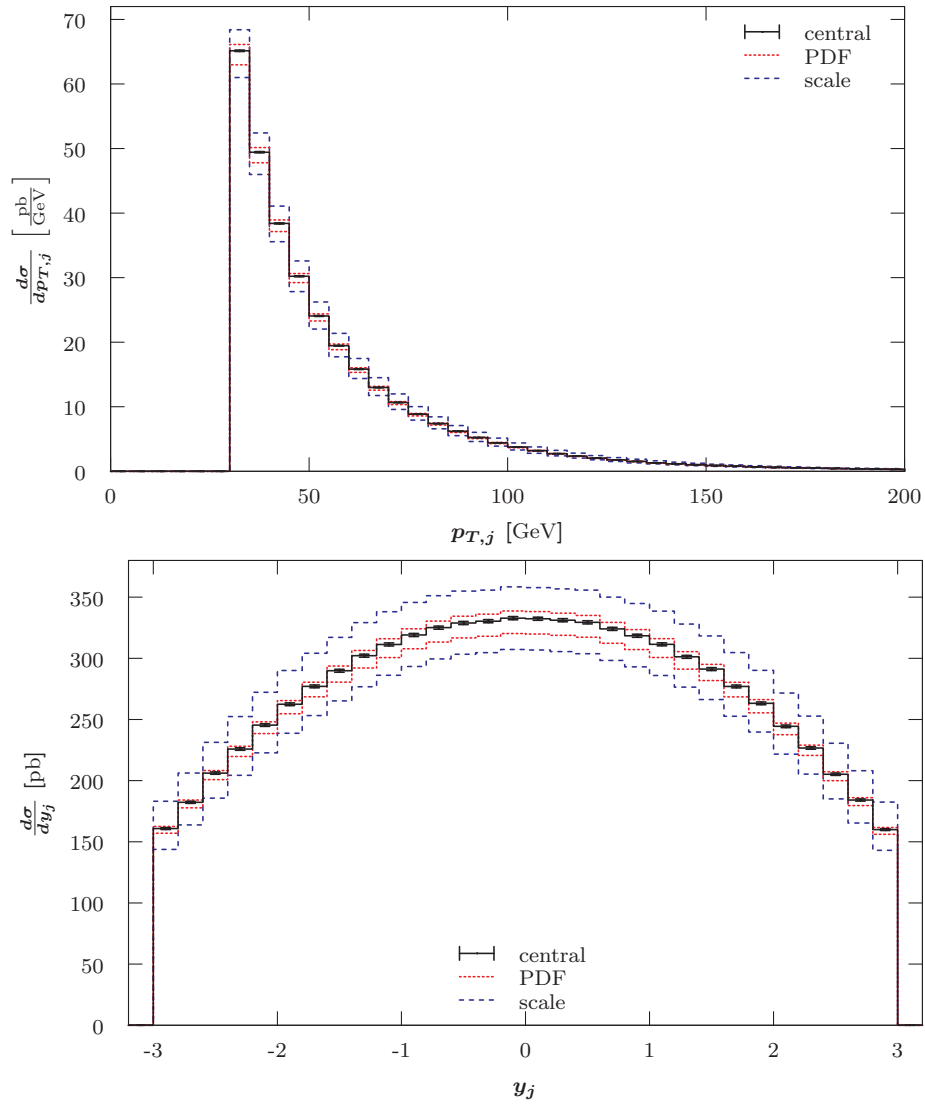 70
60
50
40
30
20
10
0
dσ/dp_{T,j} [pb/GeV]
central
PDF
scale
0 50 100 150 200
p_{T,j} [GeV]
350
300
250
200
150
100
50
0
dσ/dy_j [pb]
central
PDF
scale
-3 -2 -1 0 1 2 3
y_j